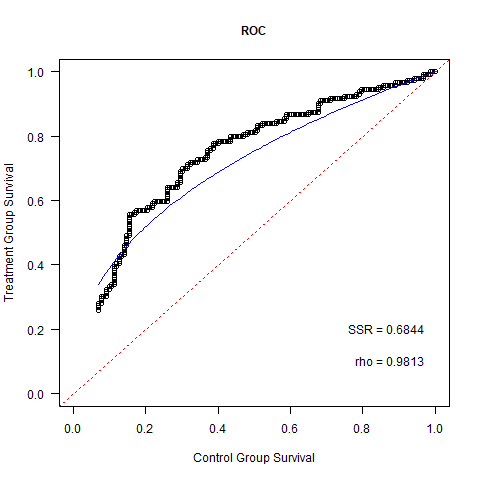 ROC
Treatment Group Survival
1.0
0.8
0.6
0.4
0.2
0.0
SSR = 0.6844
rho = 0.9813
0.0 0.2 0.4 0.6 0.8 1.0
Control Group Survival